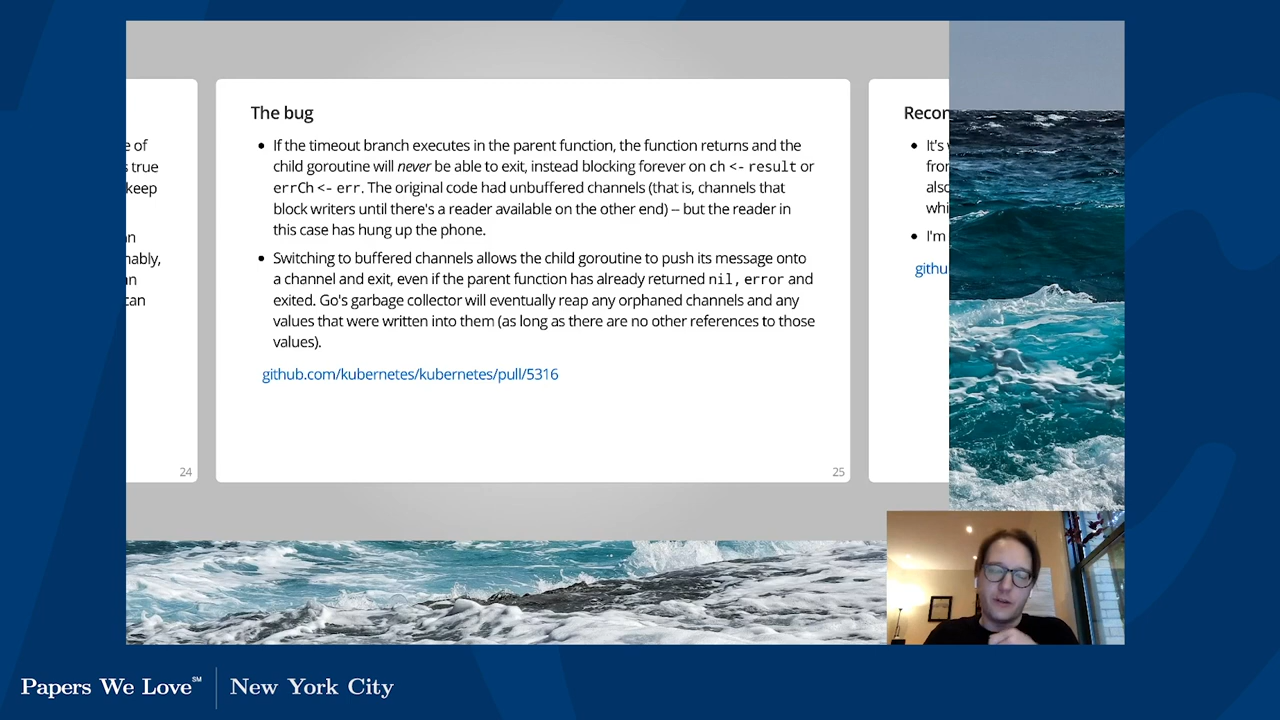 e of
s true
keep
an
nably,
an
can
24
The bug
• If the timeout branch executes in the parent function, the function returns and the
child goroutine will never be able to exit, instead blocking forever on ch <- result or
errCh <- err. The original code had unbuffered channels (that is, channels that
block writers until there's a reader available on the other end) -- but the reader in
this case has hung up the phone.
• Switching to buffered channels allows the child goroutine to push its message onto
a channel and exit, even if the parent function has already returned nil, error and
exited. Go's garbage collector will eventually reap any orphaned channels and any
values that were written into them (as long as there are no other references to those
values).
github.com/kubernetes/kubernetes/pull/5316
25
Recor
• It's
fror
also
whi
• I'm
githu
Papers We Love℠ New York City